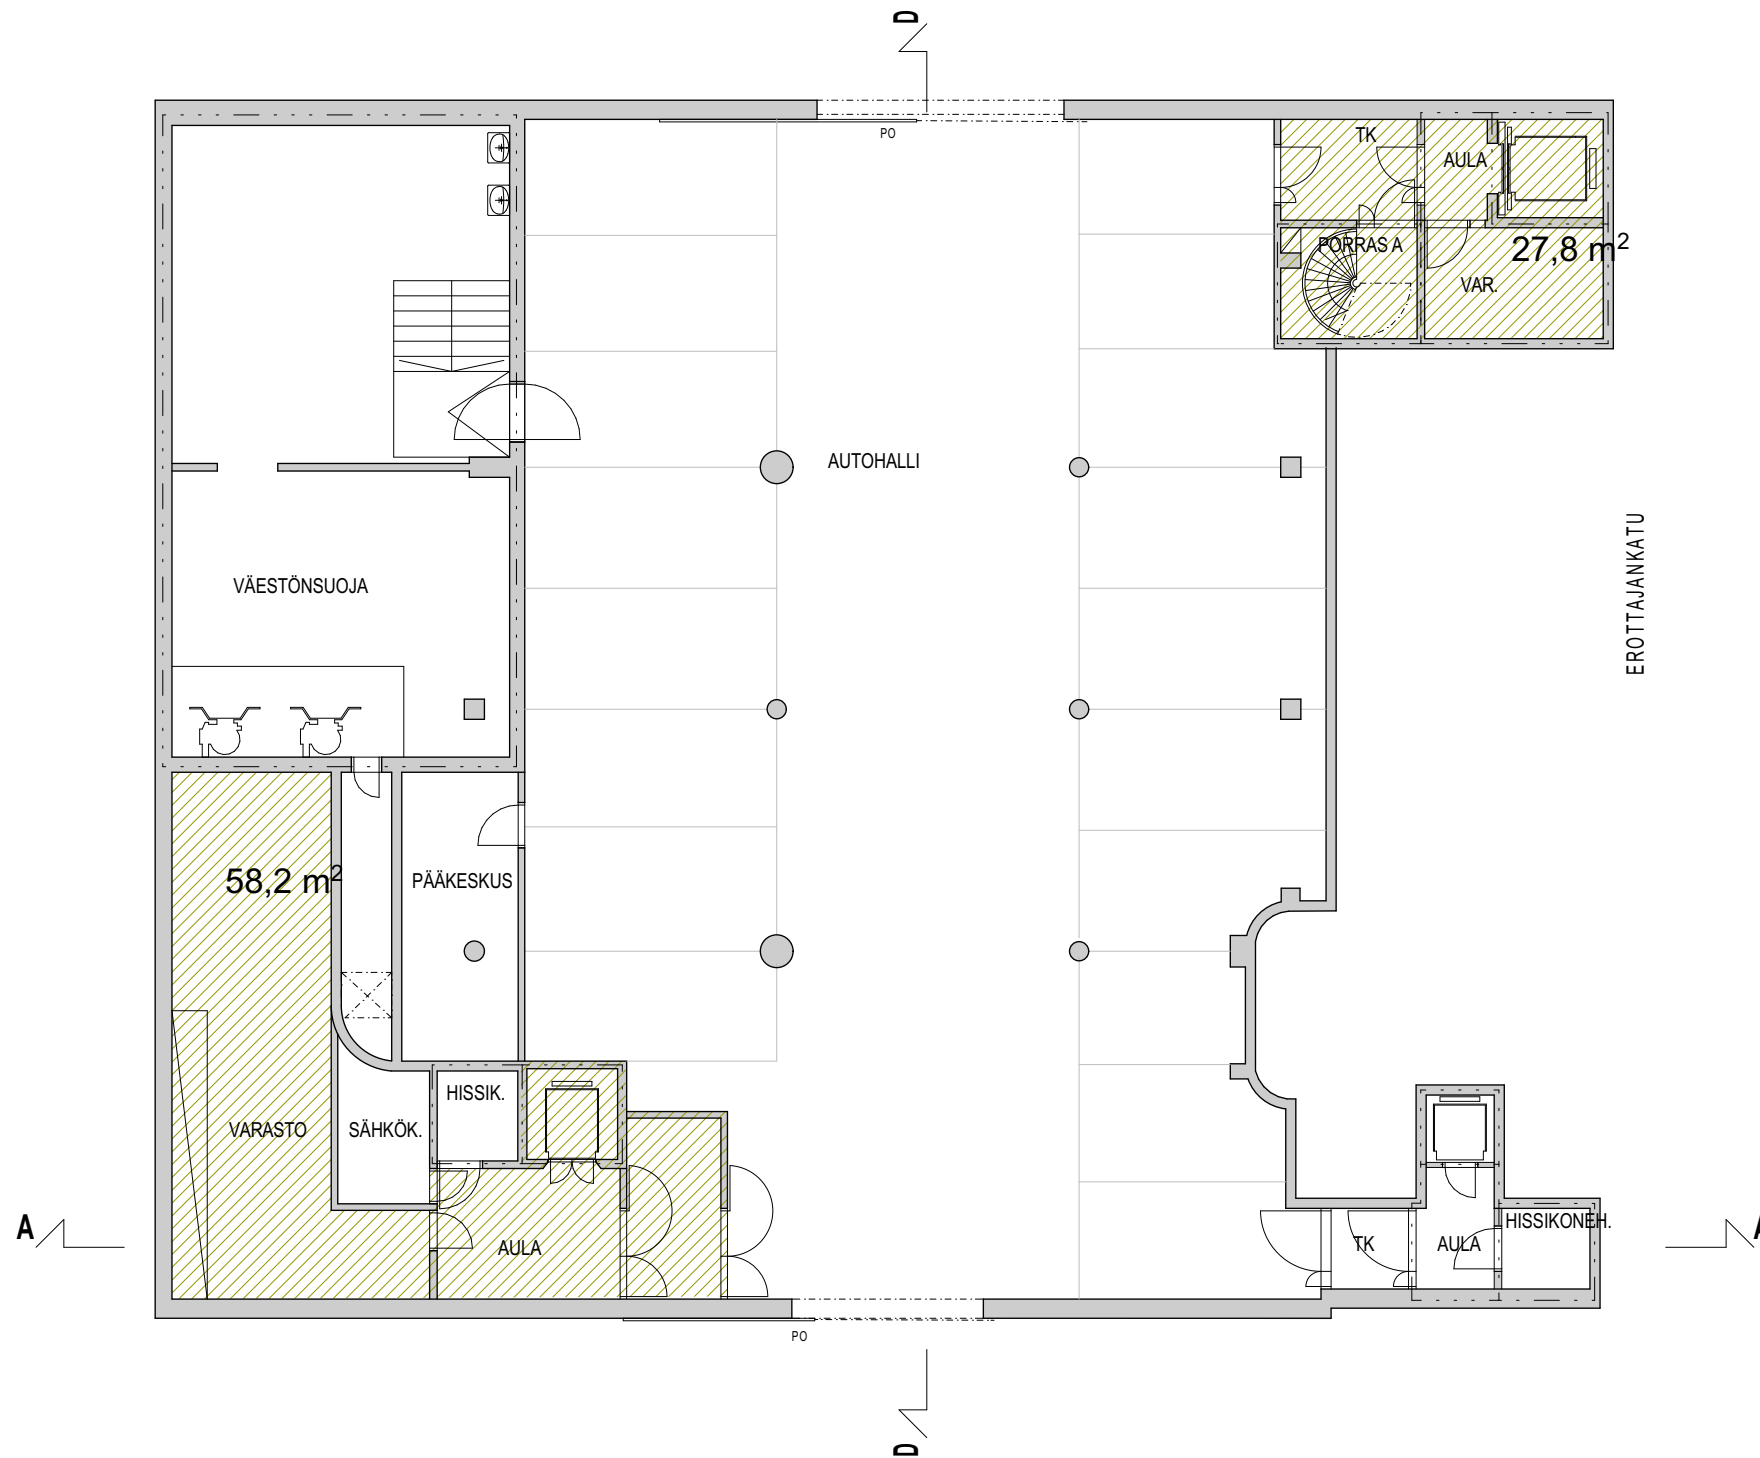 D
PO
TK
AULA
PORRAS A
27,8 m²
VAR.
AUTOHALLI
EROTTAJANKATU
VÄESTÖNSUOJA
58,2 m²
PÄÄKESKUS
HISSIK.
VARASTO
SÄHKÖK.
A
AULA
HISSIKONEH.
TK
AULA
A
PO
D